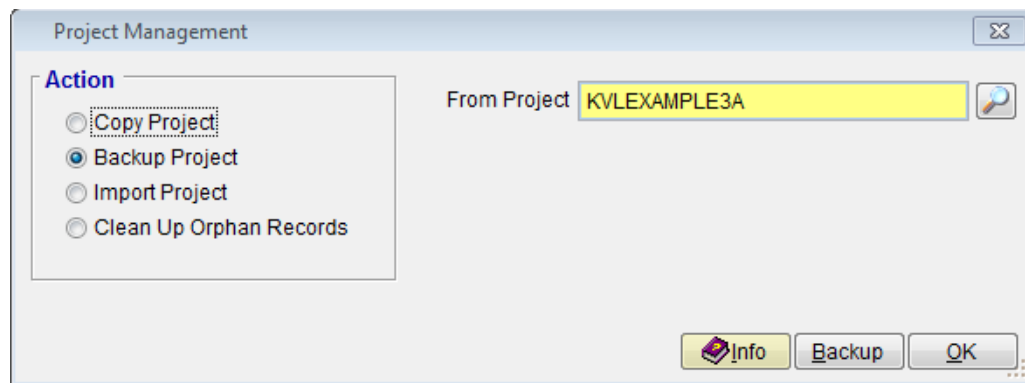 Project Management
Action
Copy Project
Backup Project
Import Project
Clean Up Orphan Records
From Project KVLEXAMPLE3A
Info Backup OK